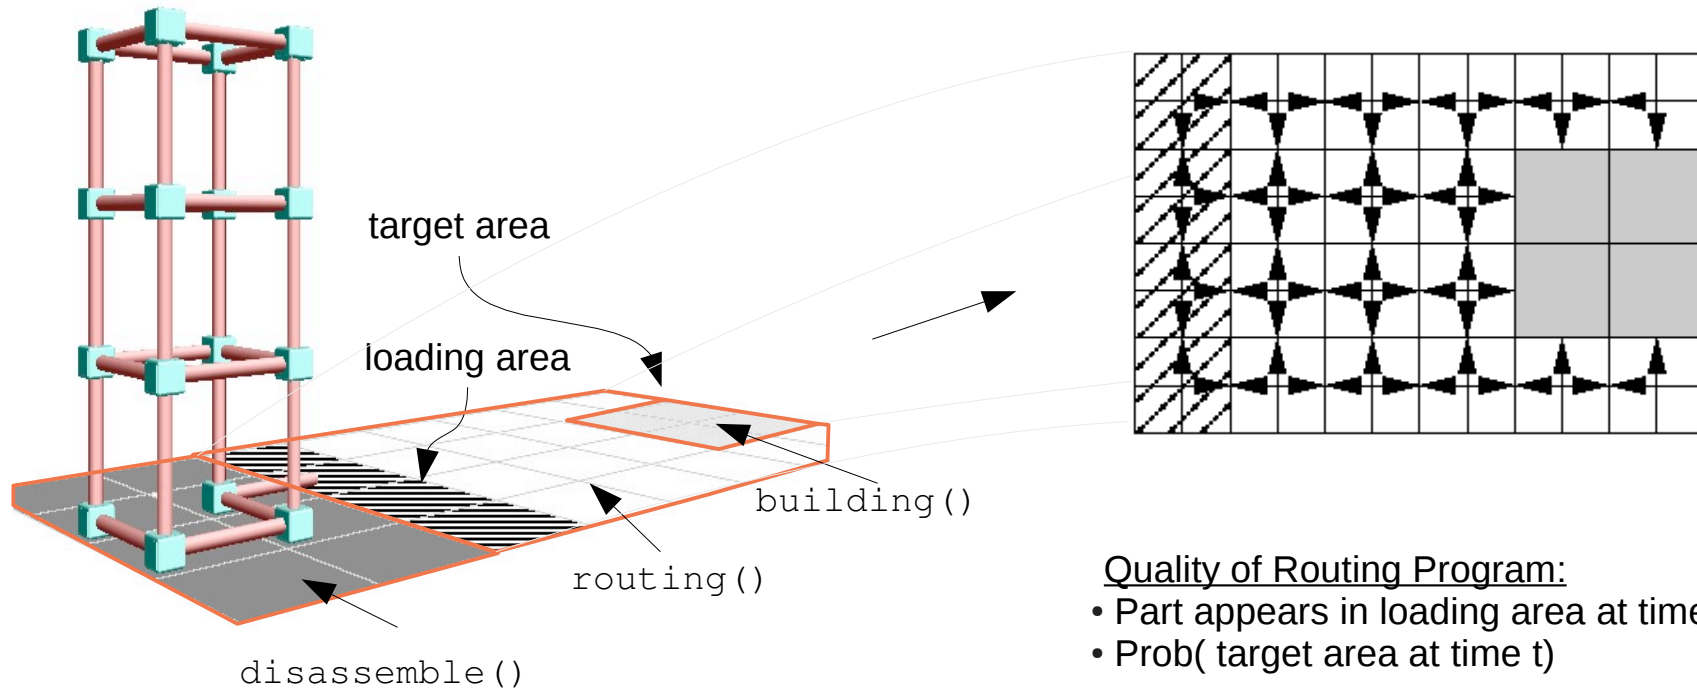 target area
loading area
building()
routing()
disassemble()
Quality of Routing Program:
• Part appears in loading area at time
• Prob( target area at time t)